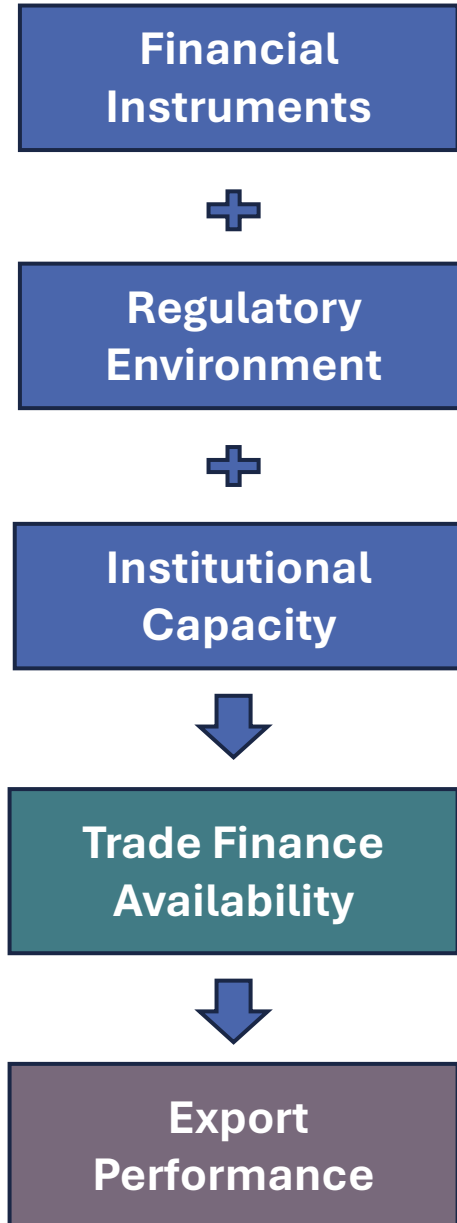 Financial
Instruments
Regulatory
Environment
Institutional
Capacity
Trade Finance
Availability
Export
Performance